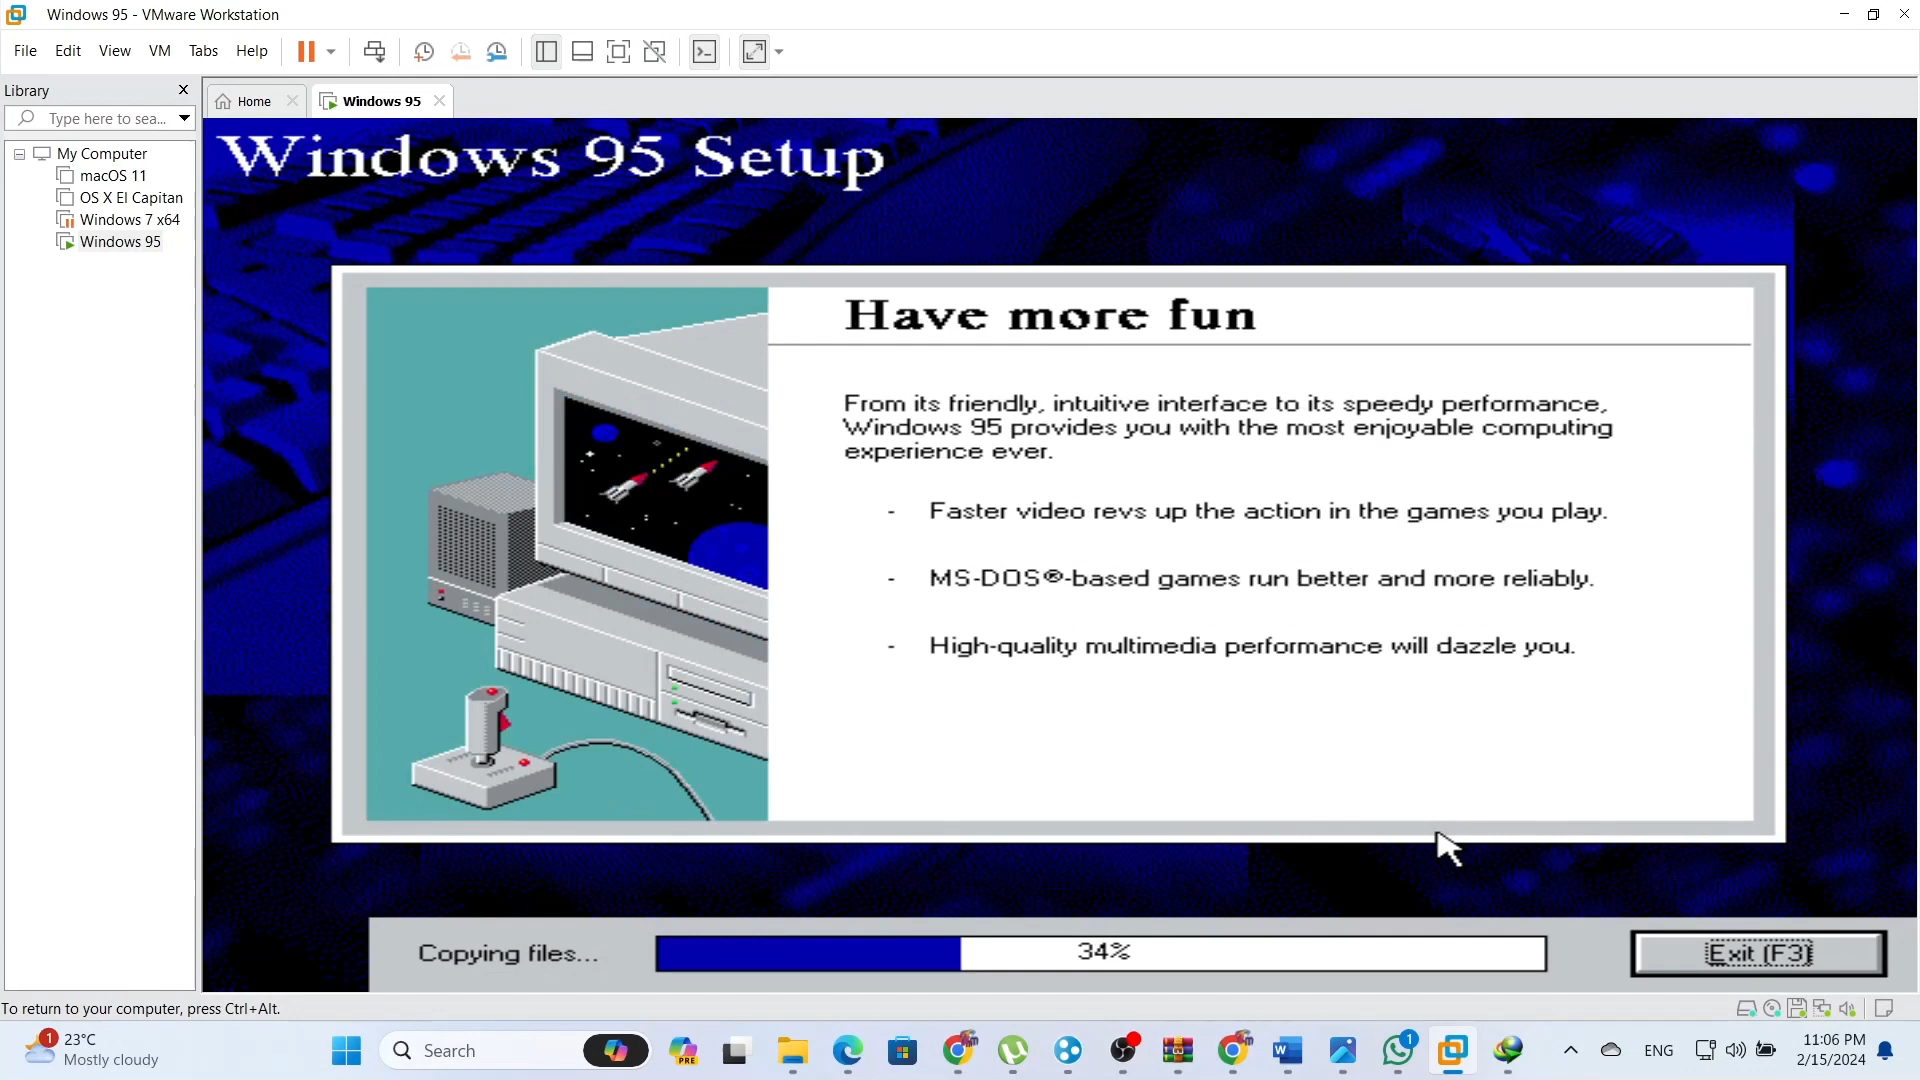 Windows 95 - VMware Workstation
File Edit View VM Tabs Help
Library
Type here to sea...
My Computer
macOS 11
OS X El Capitan
Windows 7 x64
Windows 95
Home
Windows 95
Windows 95 Setup
Have more fun
From its friendly, intuitive interface to its speedy performance,
Windows 95 provides you with the most enjoyable computing
experience ever.
- Faster video revs up the action in the games you play.
- MS-DOS®-based games run better and more reliably.
- High-quality multimedia performance will dazzle you.
Copying files... 34% Exit (F3)
To return to your computer, press Ctrl+Alt.
1
23°C
Mostly cloudy
Search
PRE
1
ENG
11:06 PM
2/15/2024